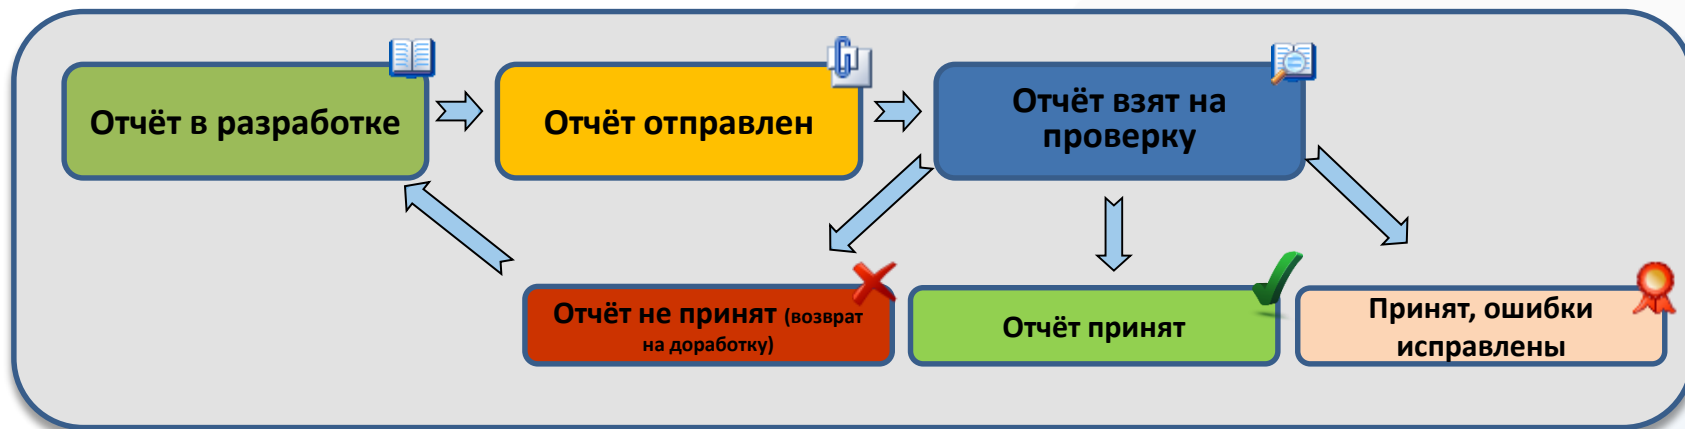 Отчёт в разработке
Отчёт отправлен
Отчёт взят на
проверку
Отчёт не принят (возврат
на доработку)
Отчёт принят
Принят, ошибки
исправлены